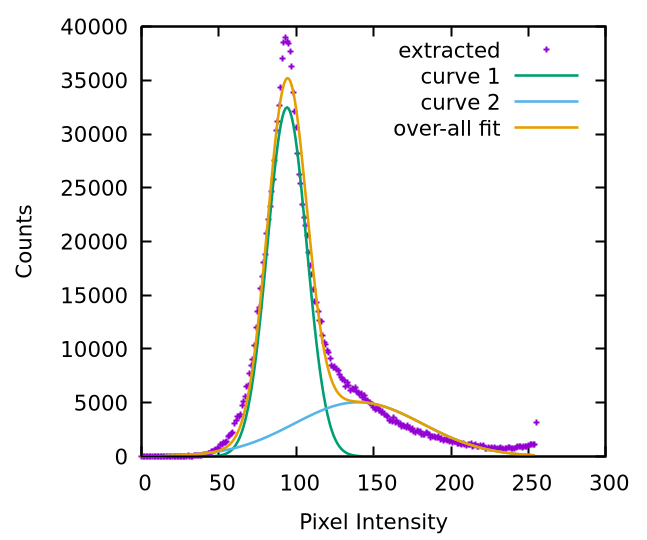 40000
35000
30000
25000
20000
15000
10000
5000
0
Counts
extracted
curve 1
curve 2
over-all fit
0 50 100 150 200 250 300
Pixel Intensity